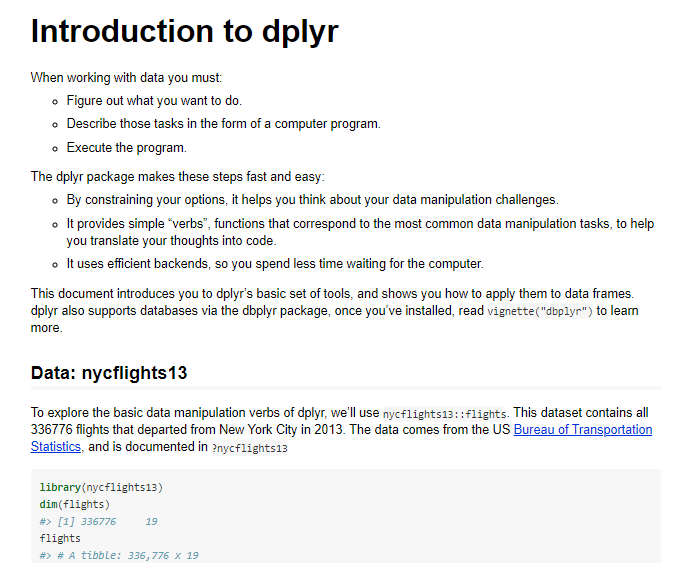 Introduction to dplyr
When working with data you must:
Figure out what you want to do.
Describe those tasks in the form of a computer program.
Execute the program.
The dplyr package makes these steps fast and easy:
By constraining your options, it helps you think about your data manipulation challenges.
It provides simple “verbs”, functions that correspond to the most common data manipulation tasks, to help
you translate your thoughts into code.
It uses efficient backends, so you spend less time waiting for the computer.
This document introduces you to dplyr’s basic set of tools, and shows you how to apply them to data frames.
dplyr also supports databases via the dbplyr package, once you’ve installed, read vignette("dbplyr") to learn
more.
Data: nycflights13
To explore the basic data manipulation verbs of dplyr, we’ll use nycflights13::flights. This dataset contains all
336776 flights that departed from New York City in 2013. The data comes from the US Bureau of Transportation
Statistics, and is documented in ?nycflights13
library(nycflights13)
dim(flights)
#> [1] 336776     19
flights
#> # A tibble: 336,776 x 19